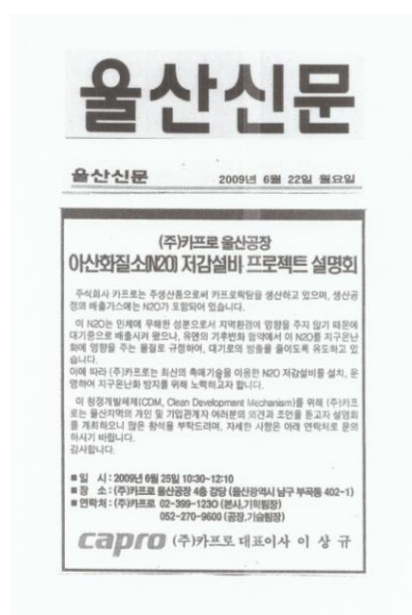 울산신문
울산신문 2009년 6월 22일 월요일
(주)카프로 울산공장
아산화질소(N20) 저감설비 프로젝트 설명회
주식회사 카프로는 주생산품으로써 카프로락탐을 생산하고 있으며, 생산공
정의 배출가스에는 N2O가 포함되어 있습니다.
이 N2O는 인체에 무해한 성분으로서 지역환경에 영향을 주지 않기 때문에
대기중으로 배출시켜 왔으나, 유엔의 기후변화 협약에서 이 N2O를 지구온난
화에 영향을 주는 물질로 규정하여, 대기로의 방출을 줄이도록 유도하고 있
습니다.
이에 따라 (주)카프로는 최신의 촉매기술을 이용한 N2O 저감설비를 설치, 운
영하여 지구온난화 방지를 위해 노력하고자 합니다.
이 청정개발체제(CDM, Clean Development Mechanism)를 위해 (주)카프
로는 울산지역의 개인 및 기업관계자 여러분의 의견과 조언을 듣고자 설명회
를 개최하오니 많은 참석을 부탁드리며, 자세한 사항은 아래 연락처로 문의
하시기 바랍니다.
감사합니다.
■ 일 시 : 2009년 6월 25일 10:30~12:10
■ 장 소 : (주)카프로 울산공장 4층 강당 (울산광역시 남구 부곡동 402-1)
■ 연락처 : (주)카프로 02-399-1230 (본사,기획팀장)
052-270-9600 (공장,기술팀장)
capro (주)카프로 대표이사 이 상 규